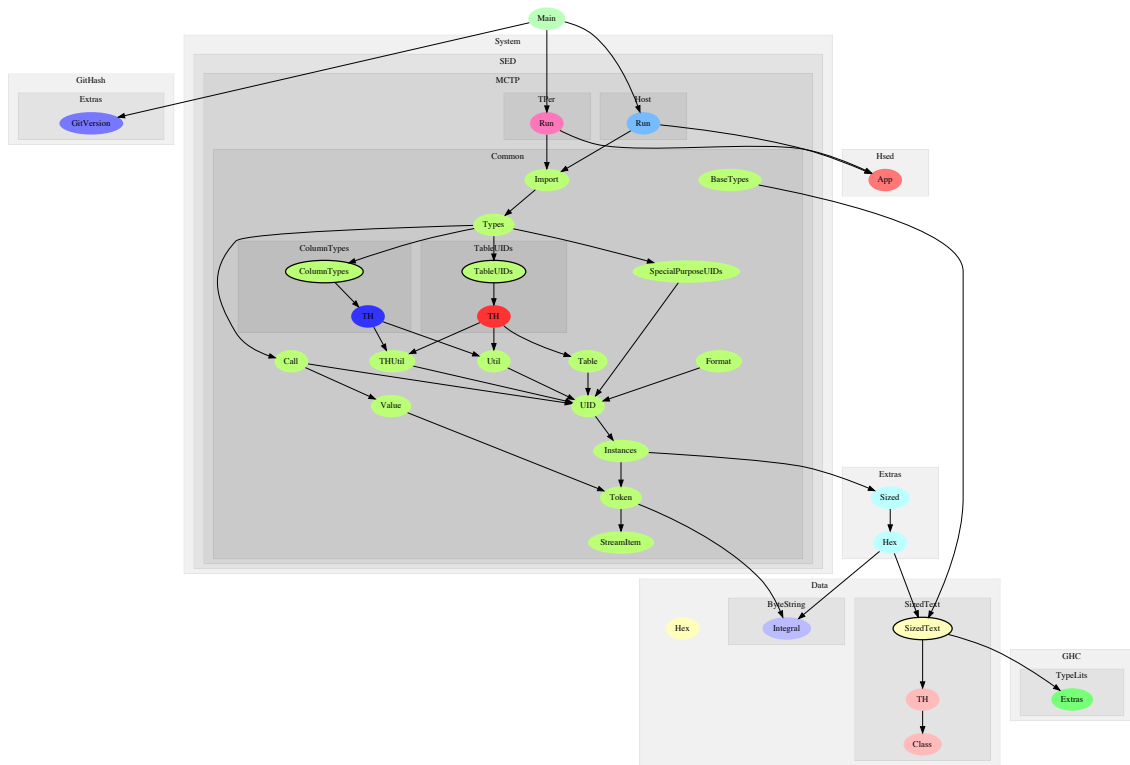 Main
System
SED
GitHash
MCTP
Extras
TPer
Host
GitVersion
Run
Run
Common
Hsed
Import
BaseTypes
App
Types
ColumnTypes
TableUIDs
ColumnTypes
TableUIDs
SpecialPurposeUIDs
TH
TH
Call
THUtil
Util
Table
Format
Value
UID
Instances
Extras
Token
Sized
StreamItem
Hex
Data
ByteString
SizedText
Hex
Integral
SizedText
GHC
TypeLits
TH
Extras
Class